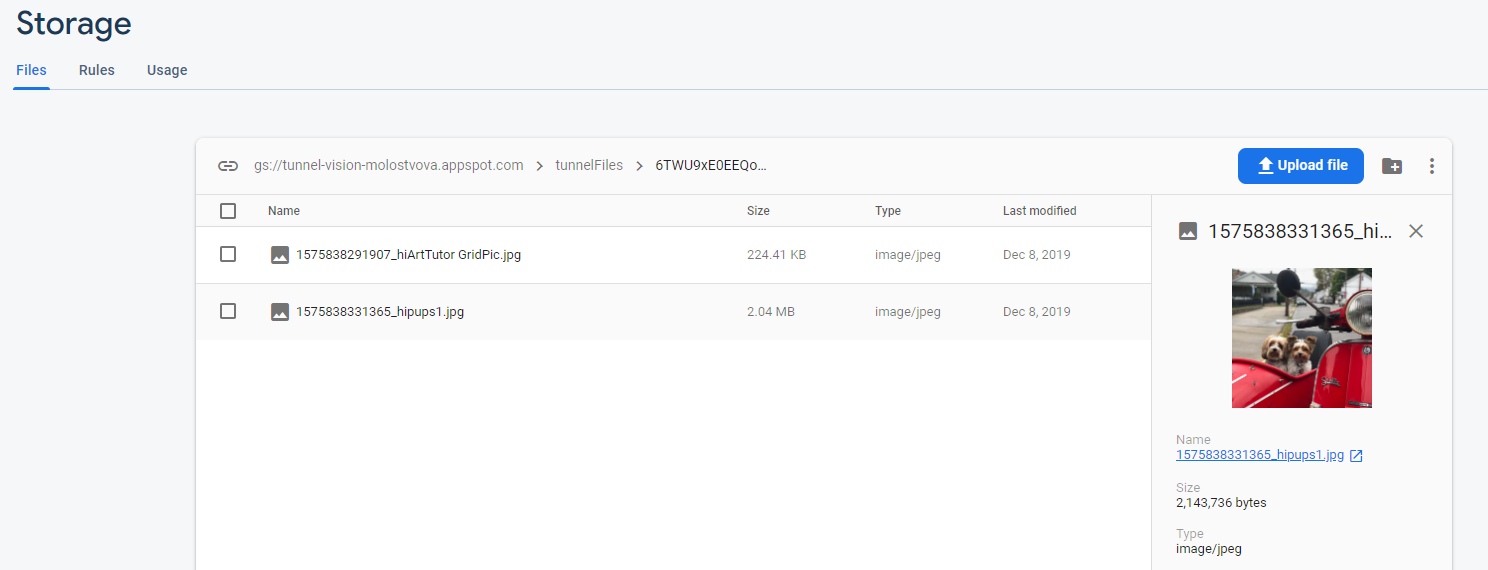 Storage
Files Rules Usage
gs://tunnel-vision-molostvova.appspot.com > tunnelFiles > 6TWU9xE0EEQo…
Upload file
Name Size Type Last modified
1575838291907_hiArtTutor GridPic.jpg 224.41 KB image/jpeg Dec 8, 2019
1575838331365_hipups1.jpg 2.04 MB image/jpeg Dec 8, 2019
1575838331365_hi…
Name
1575838331365_hipups1.jpg
Size
2,143,736 bytes
Type
image/jpeg